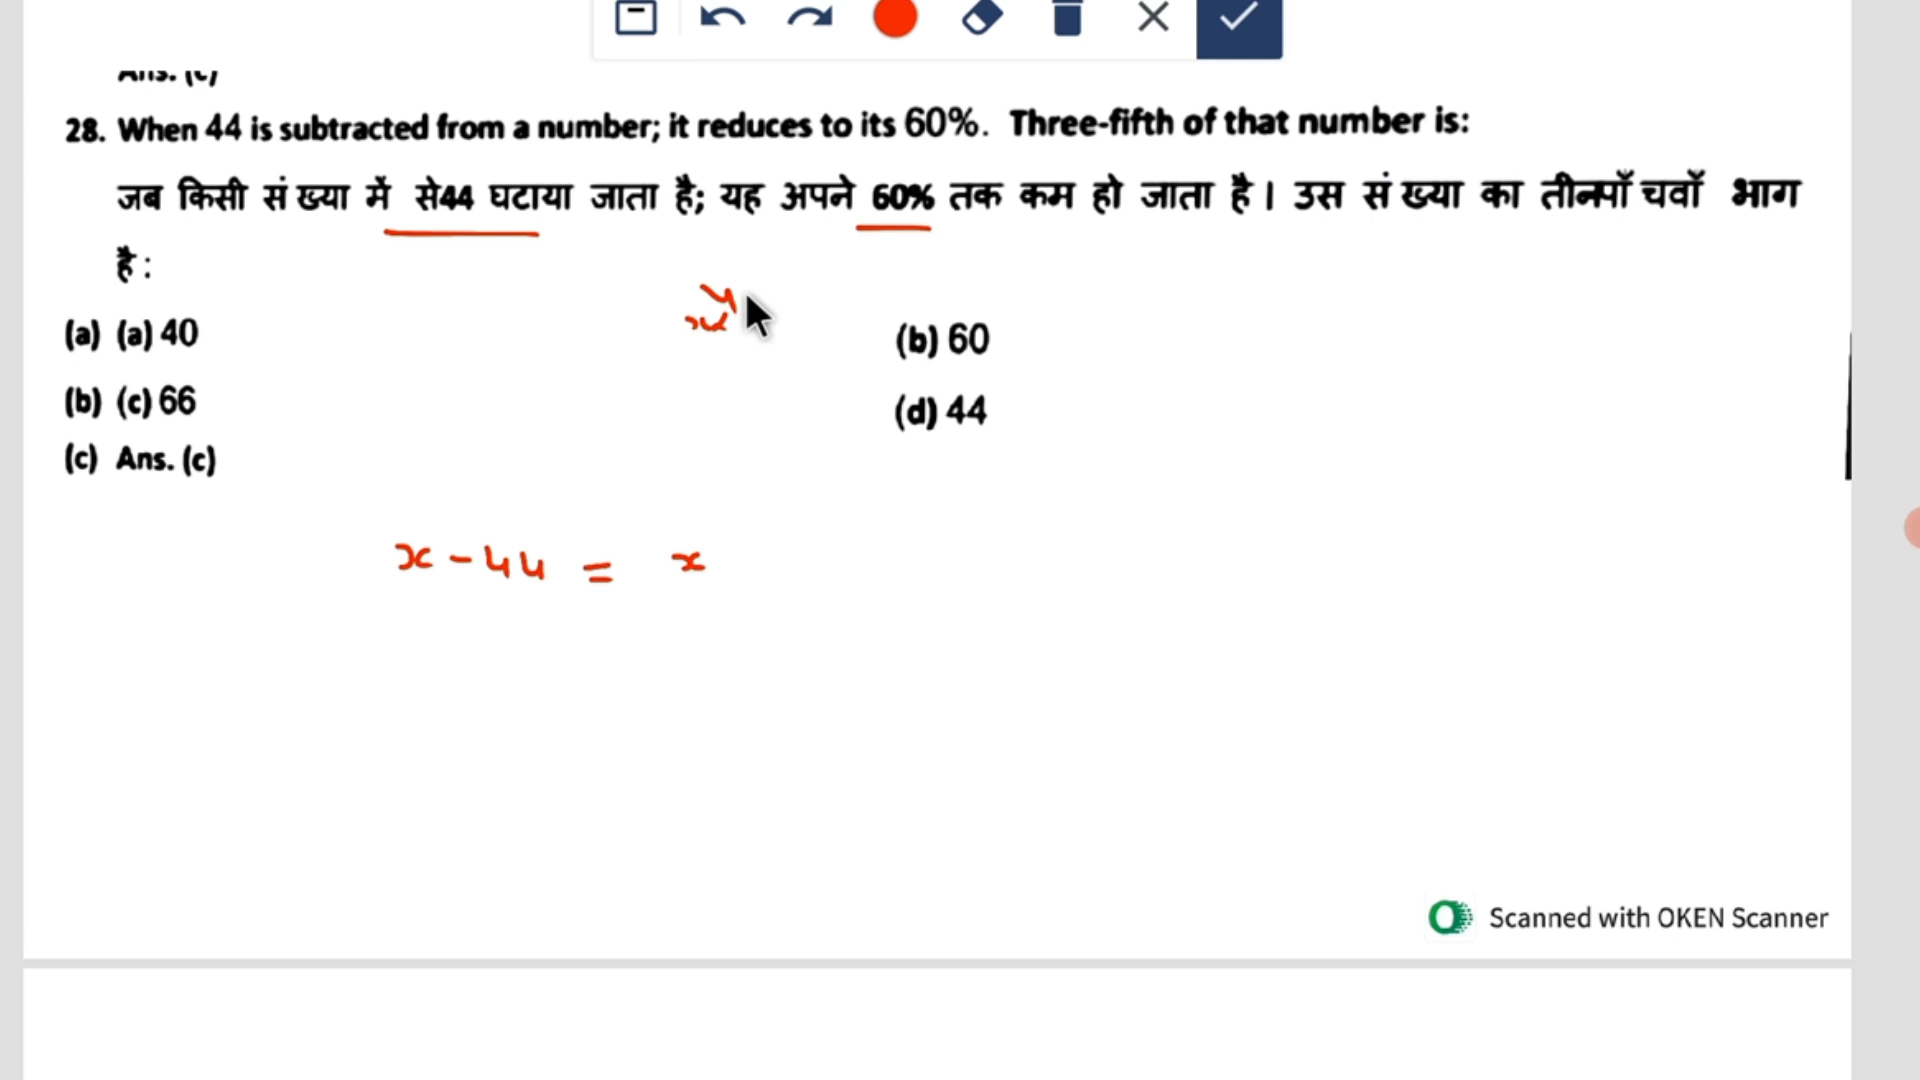 28. When 44 is subtracted from a number; it reduces to its 60%. Three-fifth of that number is:
जब किसी सं ख्या में से44 घटाया जाता है; यह अपने 60% तक कम हो जाता है। उस सं ख्या का भाग
है :
(a) (a) 40 (b) 60
(b) (c) 66 (d) 44
(c) Ans. (c)
x - 44 = x
Scanned with OKEN Scanner